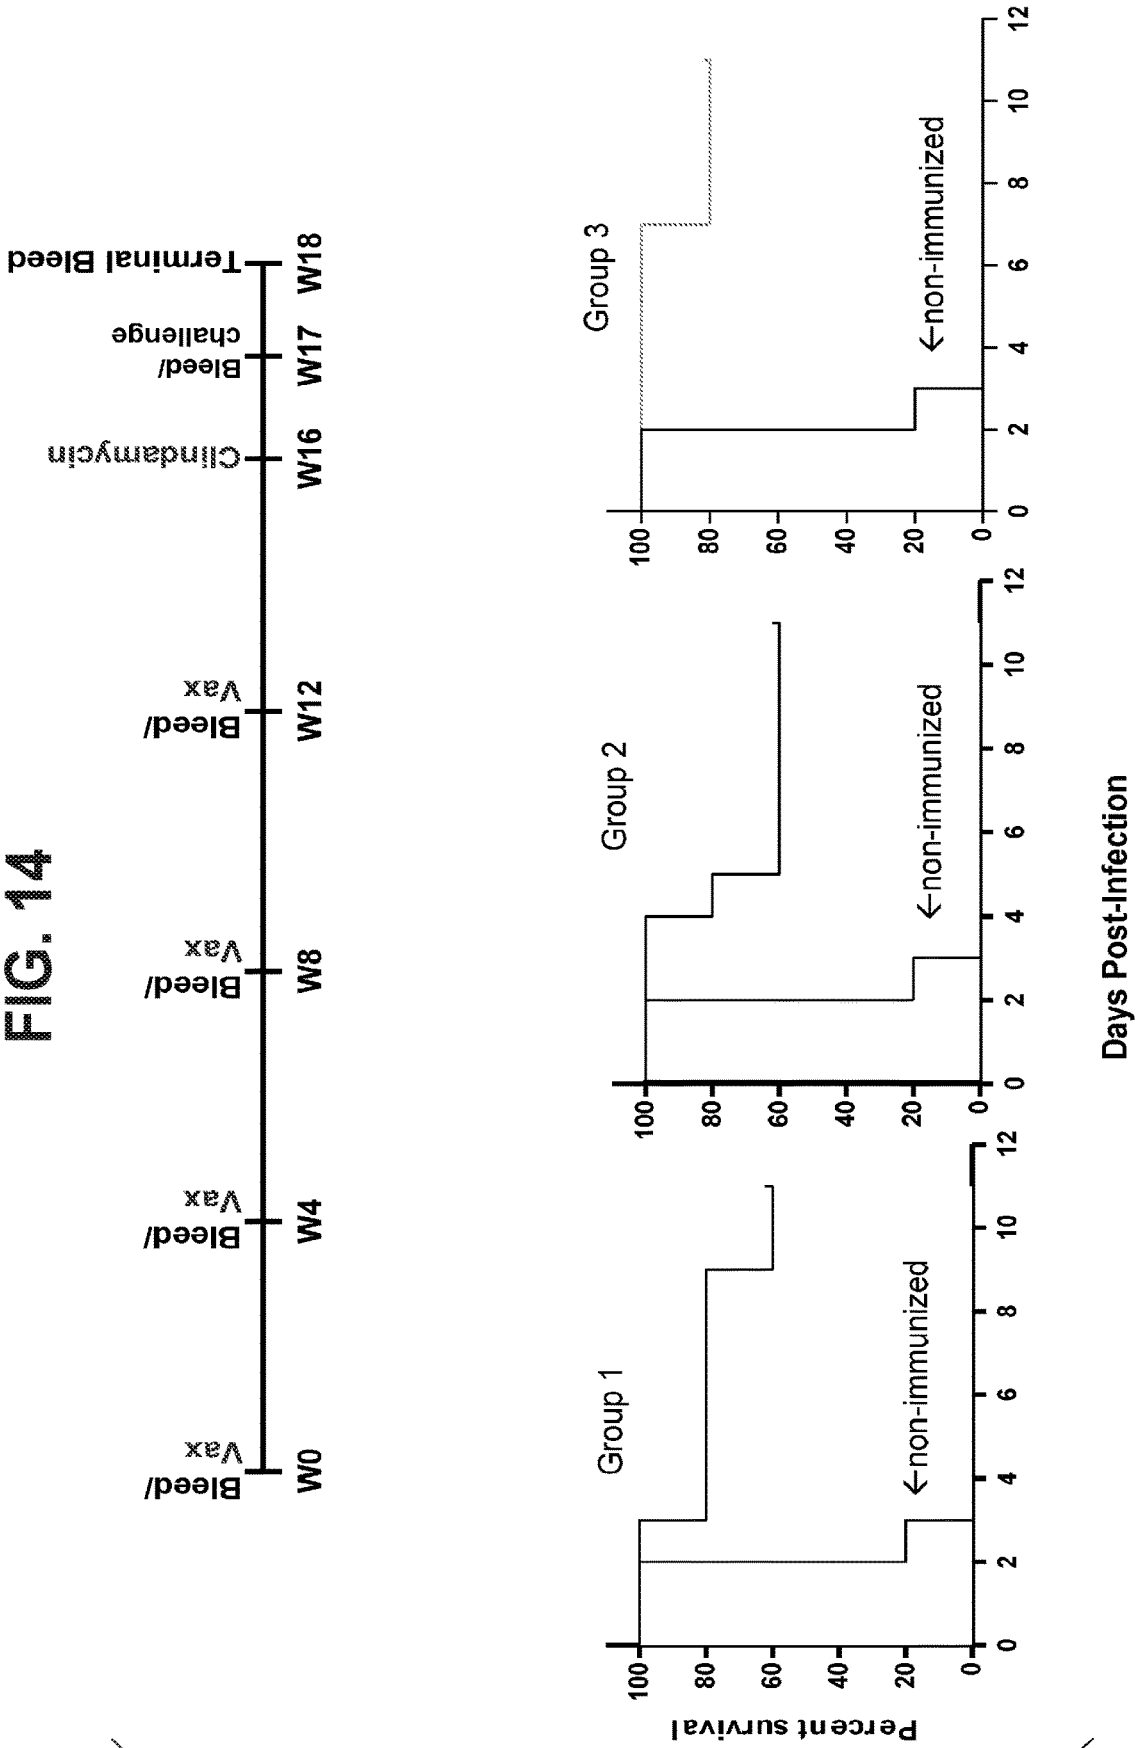 FIG. 14
Bleed/
Vax
Bleed/
Vax
Bleed/
Vax
Bleed/
Vax
Clindamycin
Bleed/
challenge
Terminal Bleed
W0
W4
W8
W12
W16
W17
W18
Percent survival
Group 1
100
80
60
40
20
0
←non-immunized
0 2 4 6 8 10 12
Group 2
100
80
60
40
20
0
←non-immunized
0 2 4 6 8 10 12
Group 3
100
80
60
40
20
0
←non-immunized
0 2 4 6 8 10 12
Days Post-Infection